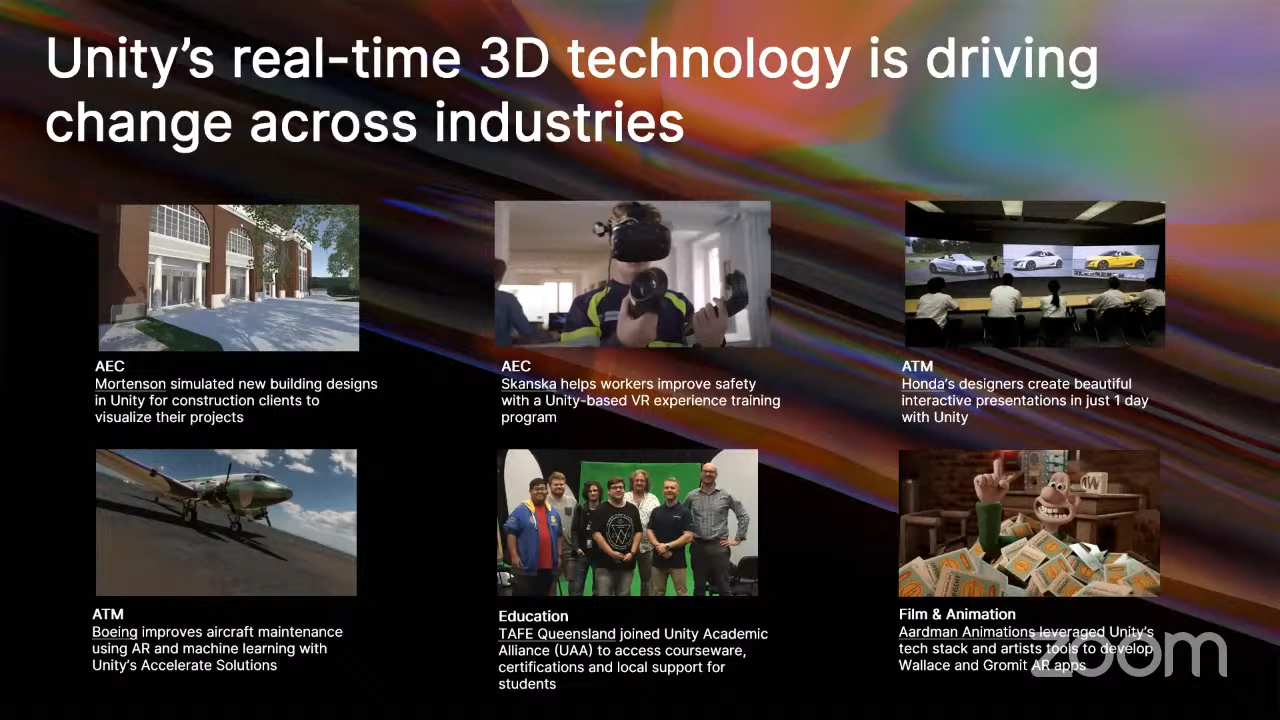 Unity's real-time 3D technology is driving
change across industries
AEC
Mortenson simulated new building designs
in Unity for construction clients to
visualize their projects
AEC
Skanska helps workers improve safety
with a Unity-based VR experience training
program
ATM
Honda's designers create beautiful
interactive presentations in just 1 day
with Unity
W
ATM
Boeing improves aircraft maintenance
using AR and machine learning with
Unity's Accelerate Solutions
Education
TAFE Queensland joined Unity Academic
Alliance (UAA) to access courseware,
certifications and local support for
students
Film & Animation
Aardman Animations leveraged Unity's
tech stack and artists tools to develop
Wallace and Gromit AR apps
zoom